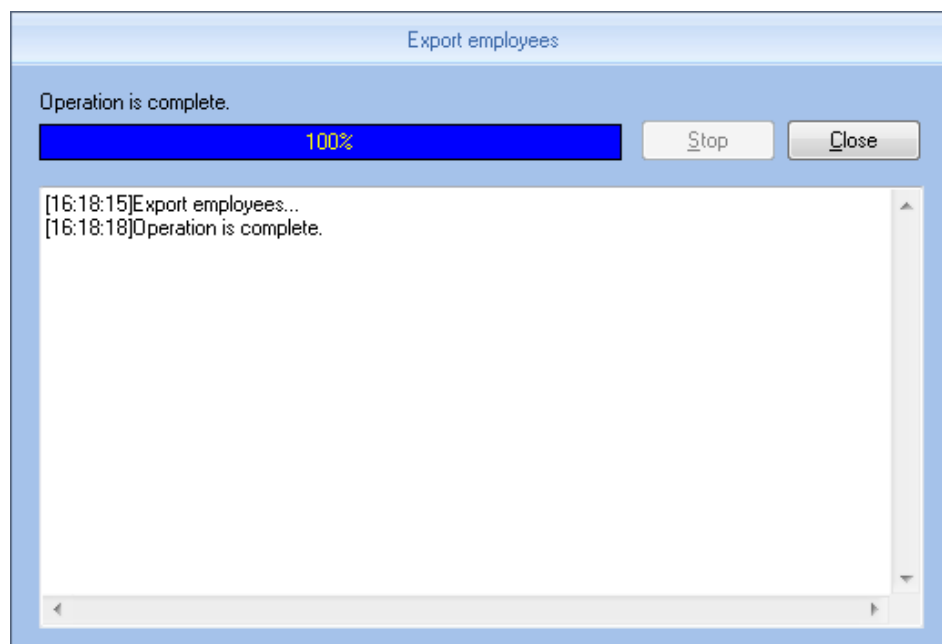 Export employees
Operation is complete.
100%
Stop
Close
[16:18:15]Export employees...
[16:18:18]Operation is complete.